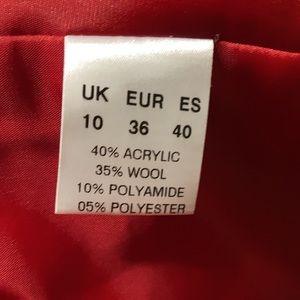 UK EUR ES
10 36 40
40% ACRYLIC
35% WOOL
10% POLYAMIDE
05% POLYESTER